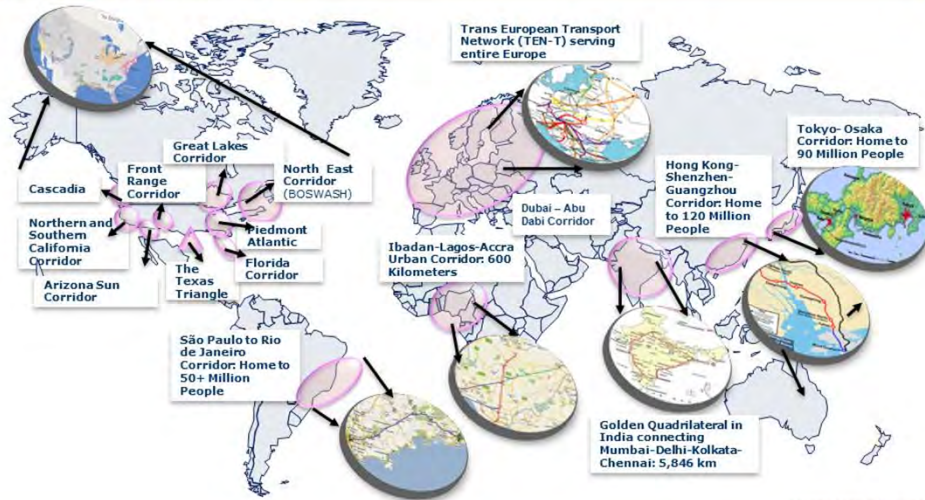 Trans European Transport
Network (TEN-T) serving
entire Europe
Tokyo- Osaka
Corridor: Home to
90 Million People
Great Lakes
Corridor
Hong Kong-
Shenzhen-
Guangzhou
Corridor: Home
to 120 Million
People
Front
Range
Corridor
North East
Corridor
(BOSWASH)
Cascadia
Dubai – Abu
Dabi Corridor
Northern and
Southern
California
Corridor
Piedmont
Atlantic
Ibadan-Lagos-Accra
Urban Corridor: 600
Kilometers
Florida
Corridor
The
Texas
Triangle
Arizona Sun
Corridor
São Paulo to Rio
de Janeiro
Corridor: Home to
50+ Million
People
Golden Quadrilateral in
India connecting
Mumbai-Delhi-Kolkata-
Chennai: 5,846 km